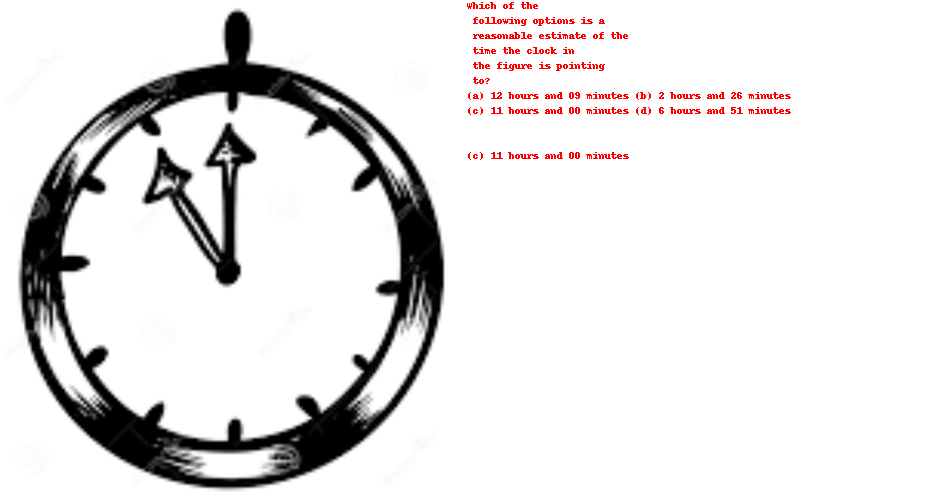 Which of the
following options is a
reasonable estimate of the
time the clock in
the figure is pointing
to?
(a) 12 hours and 09 minutes (b) 2 hours and 26 minutes
(c) 11 hours and 00 minutes (d) 6 hours and 51 minutes
(c) 11 hours and 00 minutes